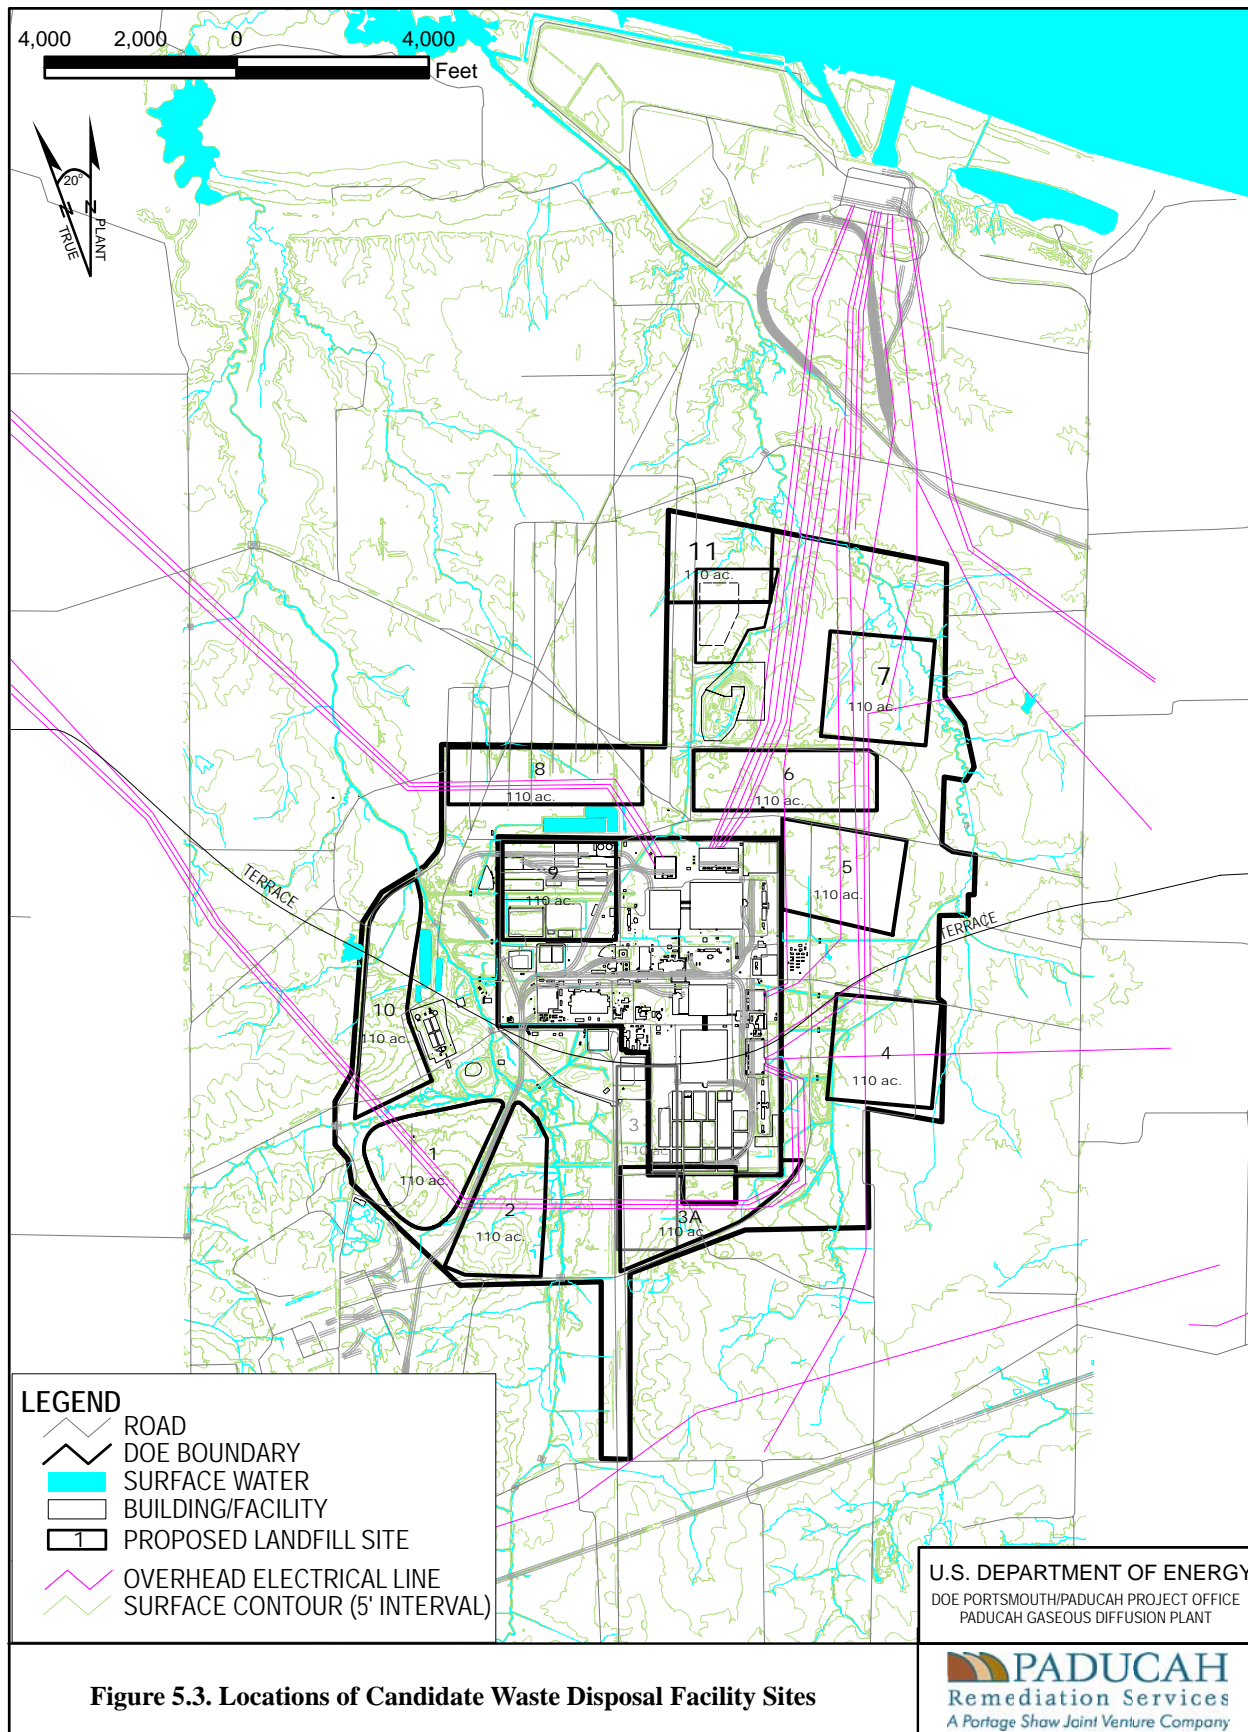 4,000 2,000 0 4,000
Feet
20°
N TRUE
N PLANT
11
110 ac.
7
110 ac.
8
110 ac.
6
110 ac.
9
110 ac.
5
110 ac.
TERRACE
TERRACE
10
110 ac.
4
110 ac.
3
110 ac.
1
110 ac.
2
110 ac.
3A
110 ac.
LEGEND
ROAD
DOE BOUNDARY
SURFACE WATER
BUILDING/FACILITY
1 PROPOSED LANDFILL SITE
OVERHEAD ELECTRICAL LINE
SURFACE CONTOUR (5' INTERVAL)
U.S. DEPARTMENT OF ENERGY
DOE PORTSMOUTH/PADUCAH PROJECT OFFICE
PADUCAH GASEOUS DIFFUSION PLANT
Figure 5.3. Locations of Candidate Waste Disposal Facility Sites
PADUCAH
Remediation Services
A Portage Shaw Joint Venture Company